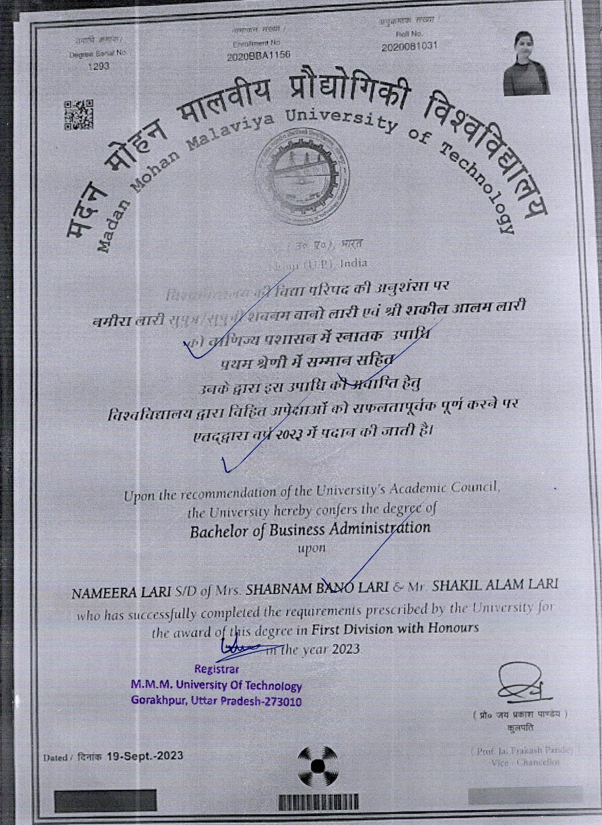 उपाधि क्रमांक/
Degree Serial No.
1293
नामांकन संख्या /
Enrollment No.
2020BBA1156
अनुक्रमांक संख्या /
Roll No.
2020081031
मदन मोहन मालवीय प्रौद्योगिकी विश्वविद्यालय
Madan Mohan Malaviya University of Technology
(उ० प्र०), भारत
(U.P.), India
की विद्या परिषद की अनुशंसा पर
नमीरा लारी सुपुत्र/सुपुत्री शबनम बानो लारी एवं श्री शकील आलम लारी
को वाणिज्य प्रशासन में स्नातक उपाधि
प्रथम श्रेणी में सम्मान सहित
उनके द्वारा इस उपाधि की अवाप्ति हेतु
विश्वविद्यालय द्वारा विहित अपेक्षाओं को सफलतापूर्वक पूर्ण करने पर
एतद्द्वारा वर्ष २०२३ में प्रदान की जाती है।
Upon the recommendation of the University's Academic Council,
the University hereby confers the degree of
Bachelor of Business Administration
upon
NAMEERA LARI S/D of Mrs. SHABNAM BANO LARI & Mr. SHAKIL ALAM LARI
who has successfully completed the requirements prescribed by the University for
the award of this degree in First Division with Honours
in the year 2023
Registrar
M.M.M. University Of Technology
Gorakhpur, Uttar Pradesh-273010
( प्रो० जय प्रकाश पाण्डेय )
कुलपति
( Prof. Jai Prakash Pandey )
Vice - Chancellor
Dated / दिनांक 19-Sept.-2023